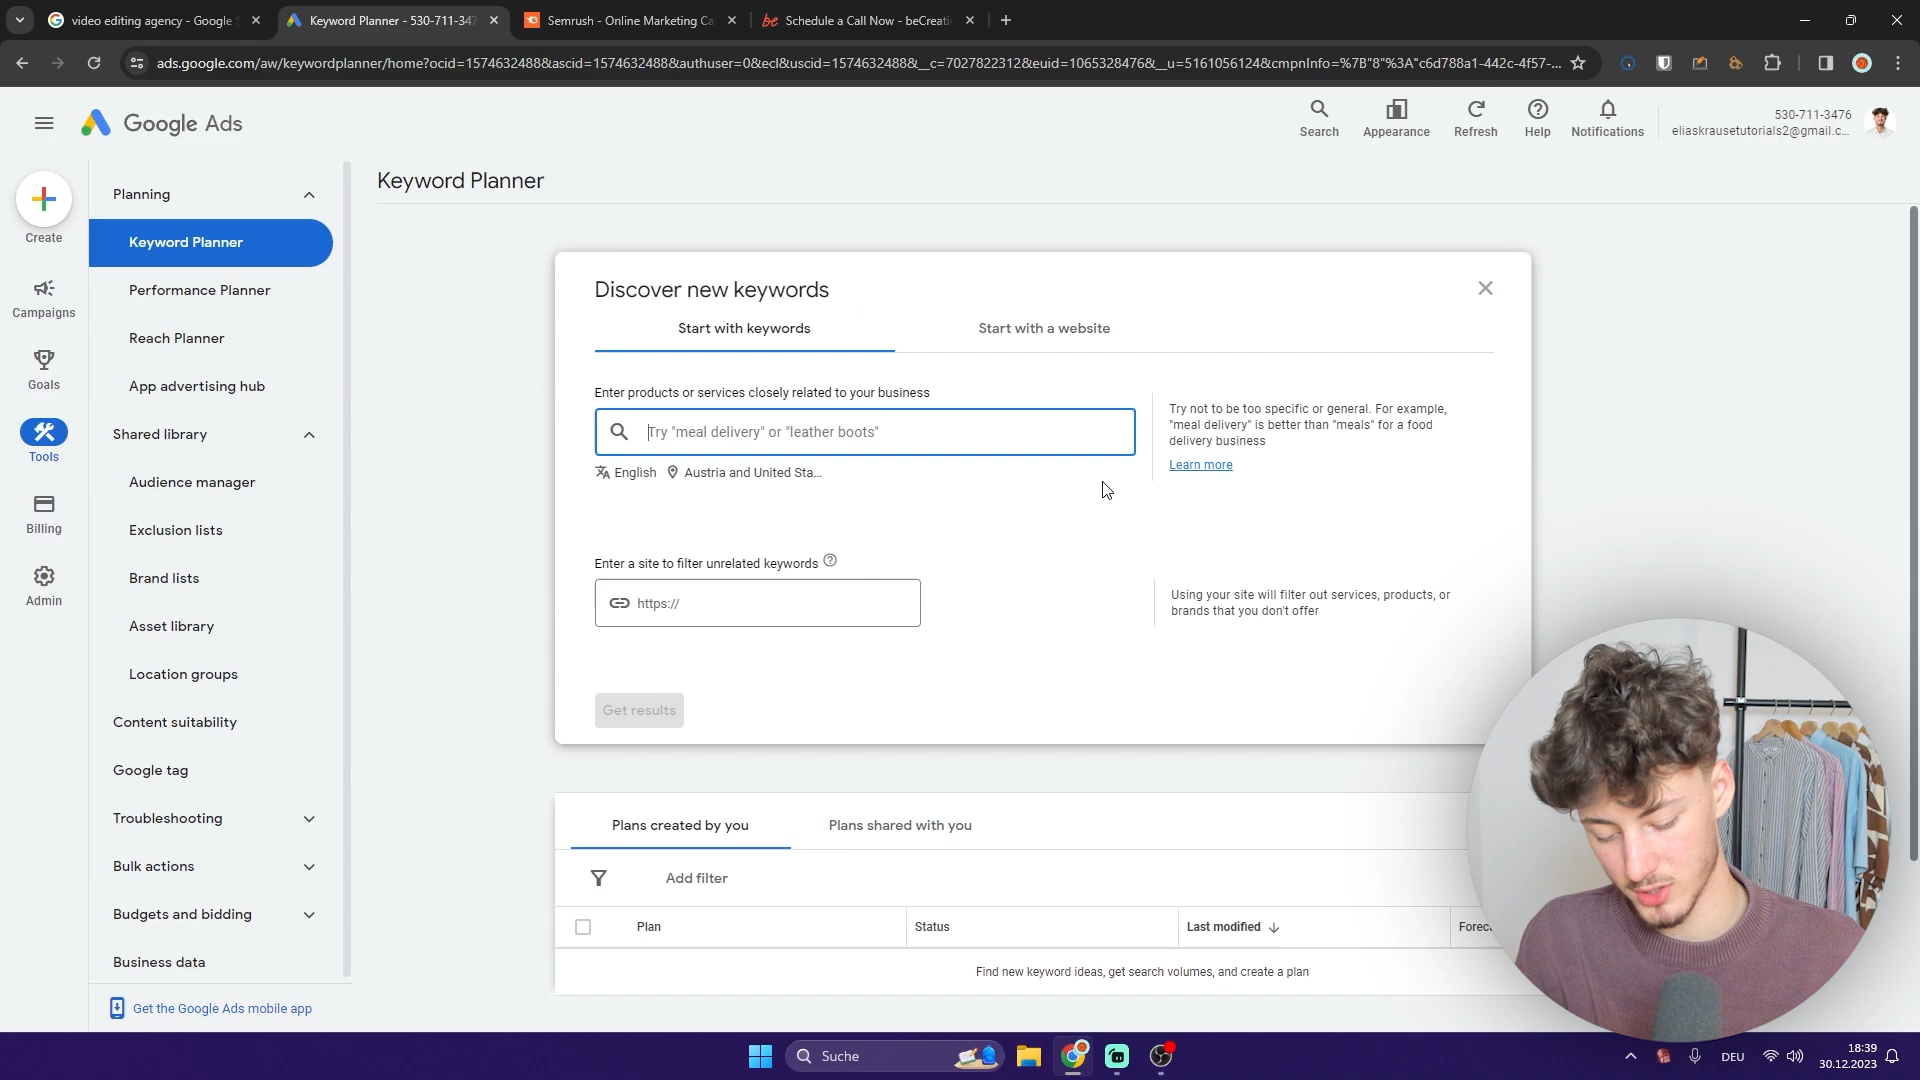 video editing agency - Google S
Keyword Planner - 530-711-347
Semrush - Online Marketing Ca
be Schedule a Call Now - beCreati
ads.google.com/aw/keywordplanner/home?ocid=1574632488&ascid=1574632488&authuser=0&ecl&uscid=1574632488&__c=7027822312&euid=1065328476&__u=5161056124&cmpnInfo=%7B"8"%3A"c6d788a1-442c-4f57-...
Google Ads
Search
Appearance
Refresh
Help
Notifications
530-711-3476
eliaskrausetutorials2@gmail.c...
Create
Campaigns
Goals
Tools
Billing
Admin
Planning
Keyword Planner
Performance Planner
Reach Planner
App advertising hub
Shared library
Audience manager
Exclusion lists
Brand lists
Asset library
Location groups
Content suitability
Google tag
Troubleshooting
Bulk actions
Budgets and bidding
Business data
Get the Google Ads mobile app
Keyword Planner
Discover new keywords
Start with keywords
Start with a website
Enter products or services closely related to your business
Try "meal delivery" or "leather boots"
English
Austria and United Sta...
Try not to be too specific or general. For example,
"meal delivery" is better than "meals" for a food
delivery business
Learn more
Enter a site to filter unrelated keywords
https://
Using your site will filter out services, products, or
brands that you don't offer
Get results
Plans created by you
Plans shared with you
Add filter
Plan
Status
Last modified
Forec
Find new keyword ideas, get search volumes, and create a plan
Suche
DEU
18:39
30.12.2023